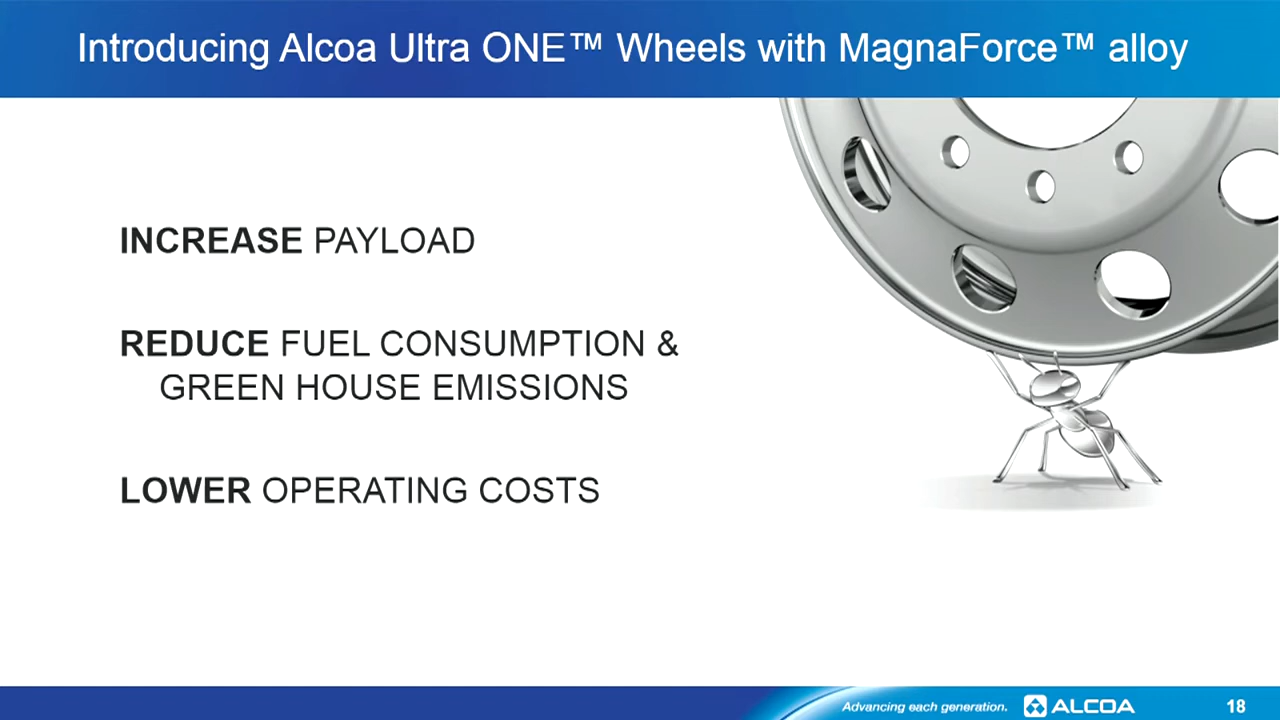 Introducing Alcoa Ultra ONE™ Wheels with MagnaForce™ alloy
INCREASE PAYLOAD
REDUCE FUEL CONSUMPTION &
GREEN HOUSE EMISSIONS
LOWER OPERATING COSTS
Advancing each generation. ALCOA 18